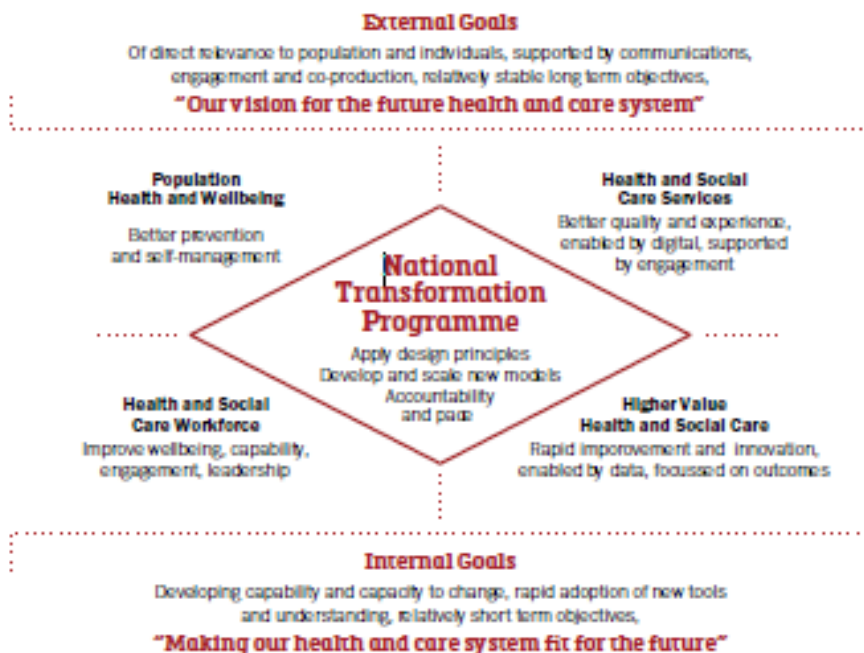 External Goals
Of direct relevance to population and individuals, supported by communications,
engagement and co-production, relatively stable long term objectives,
"Our vision for the future health and care system"
Population
Health and Wellbeing
Better prevention
and self-management
Health and Social
Care Services
Better quality and experience,
enabled by digital, supported
by engagement
National
Transformation
Programme
Apply design principles
Develop and scale new models
Accountability
and pace
Health and Social
Care Workforce
Improve wellbeing, capability,
engagement, leadership
Higher Value
Health and Social Care
Rapid imporovement and innovation,
enabled by data, focussed on outcomes
Internal Goals
Developing capability and capacity to change, rapid adoption of new tools
and understanding, relatively short term objectives,
"Making our health and care system fit for the future"